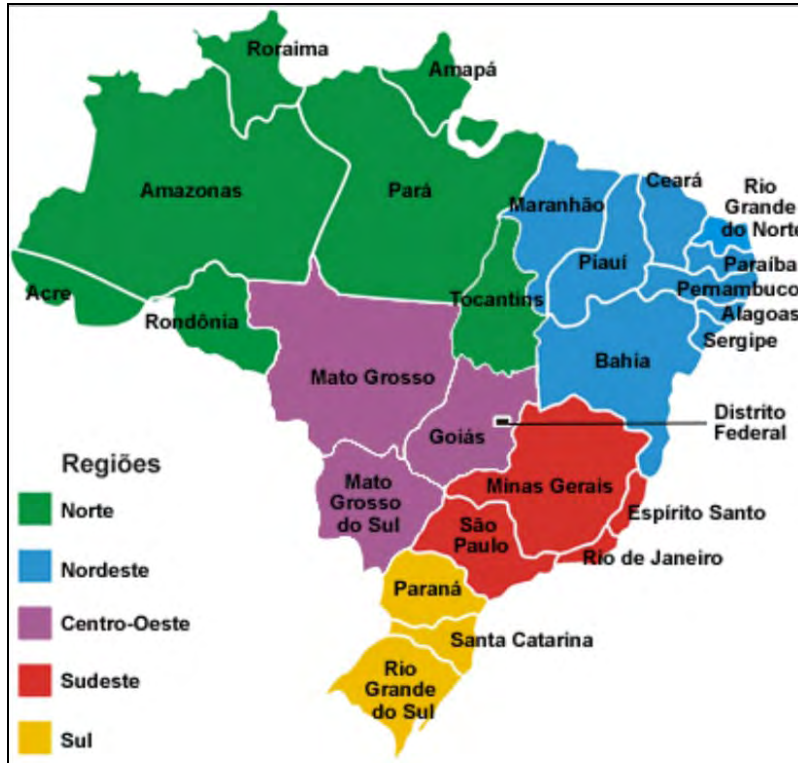 Roraima
Amapá
Amazonas
Pará
Maranhão
Ceará
Rio
Grande
do Norte
Piauí
Paraíba
Pernambuco
Acre
Rondônia
Tocantins
Alagoas
Sergipe
Bahia
Mato Grosso
Distrito
Federal
Goiás
Regiões
Mato
Grosso
do Sul
Minas Gerais
Norte
São
Paulo
Espírito Santo
Rio de Janeiro
Nordeste
Paraná
Centro-Oeste
Santa Catarina
Sudeste
Rio
Grande
do Sul
Sul